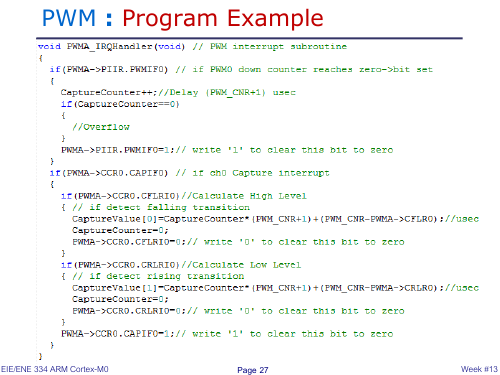 PWM : Program Example
void PWMA_IRQHandler(void) // PWM interrupt subroutine
{
if(PWMA->PIIR.PWMIF0) // if PWM0 down counter reaches zero->bit set
{
CaptureCounter++;//Delay (PWM_CNR+1) usec
if(CaptureCounter==0)
{
//Overflow
}
PWMA->PIIR.PWMIF0=1;// write '1' to clear this bit to zero
}
if(PWMA->CCR0.CAPIF0) // if ch0 Capture interrupt
{
if(PWMA->CCR0.CFLRI0)//Calculate High Level
{ // if detect falling transition
CaptureValue[0]=CaptureCounter*(PWM_CNR+1)+(PWM_CNR-PWMA->CFLR0);//usec
CaptureCounter=0;
PWMA->CCR0.CFLRI0=0;// write '0' to clear this bit to zero
}
if(PWMA->CCR0.CRLRI0)//Calculate Low Level
{ // if detect rising transition
CaptureValue[1]=CaptureCounter*(PWM_CNR+1)+(PWM_CNR-PWMA->CRLR0);//usec
CaptureCounter=0;
PWMA->CCR0.CRLRI0=0;// write '0' to clear this bit to zero
}
PWMA->CCR0.CAPIF0=1;// write '1' to clear this bit to zero
}
}
EIE/ENE 334 ARM Cortex-M0
Page 27
Week #13